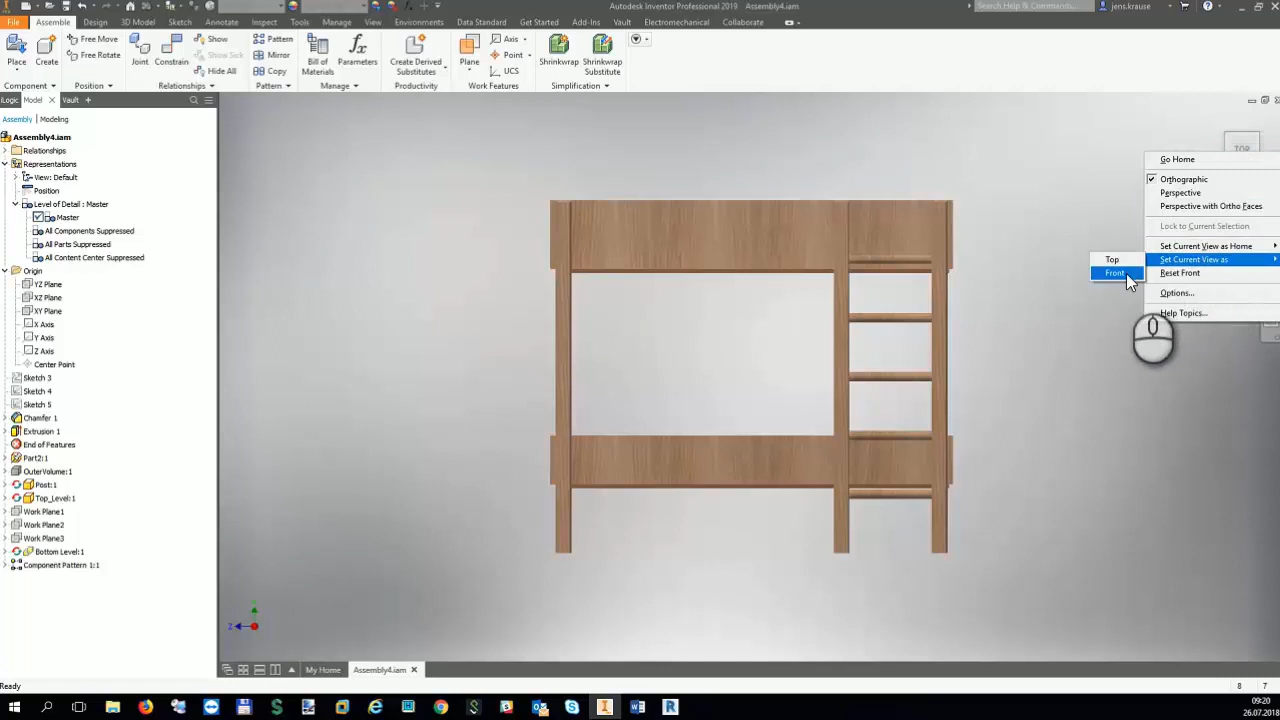 Autodesk Inventor Professional 2019 Assembly4.iam
Search Help & Commands...
jens.krause
File Assemble Design 3D Model Sketch Annotate Inspect Tools Manage View Environments Data Standard Get Started Add-Ins Vault Electromechanical Collaborate
Place
Create
Free Move
Free Rotate
Joint
Constrain
Show
Show Sick
Hide All
Pattern
Mirror
Copy
Bill of
Materials
Parameters
Create Derived
Substitutes
Plane
Axis
Point
UCS
Shrinkwrap
Shrinkwrap
Substitute
Component Position Relationships Pattern Manage Productivity Work Features Simplification
iLogic Model Vault
Assembly Modeling
Assembly4.iam
Relationships
Representations
View: Default
Position
Level of Detail : Master
Master
All Components Suppressed
All Parts Suppressed
All Content Center Suppressed
Origin
YZ Plane
XZ Plane
XY Plane
X Axis
Y Axis
Z Axis
Center Point
Sketch 3
Sketch 4
Sketch 5
Chamfer 1
Extrusion 1
End of Features
Part2:1
OuterVolume:1
Post:1
Top_Level:1
Work Plane1
Work Plane2
Work Plane3
Bottom Level:1
Component Pattern 1:1
TOP
Go Home
Orthographic
Perspective
Perspective with Ortho Faces
Lock to Current Selection
Set Current View as Home
Set Current View as
Reset Front
Options...
Help Topics...
Top
Front
Z
My Home Assembly4.iam
Ready
8 7
09:20
26.07.2018